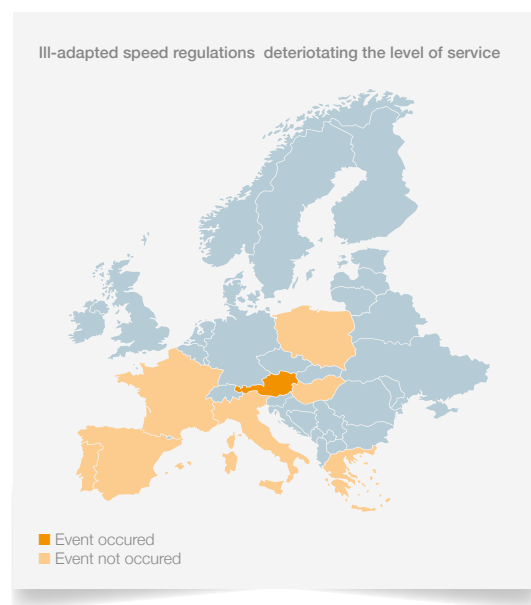 Ill-adapted speed regulations deteriotating the level of service
Event occured
Event not occured